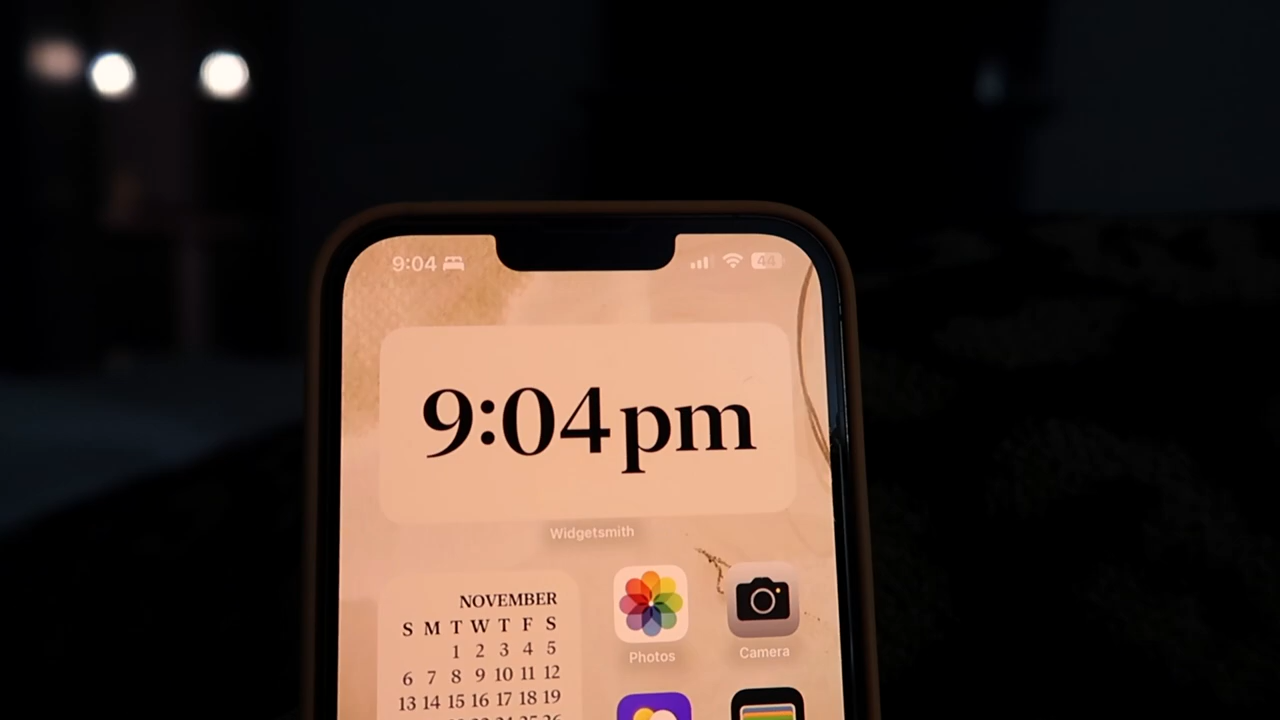 9:04 44
9:04pm
Widgetsmith
NOVEMBER
S M T W T F S
1 2 3 4 5
6 7 8 9 10 11 12
13 14 15 16 17 18 19
Photos Camera